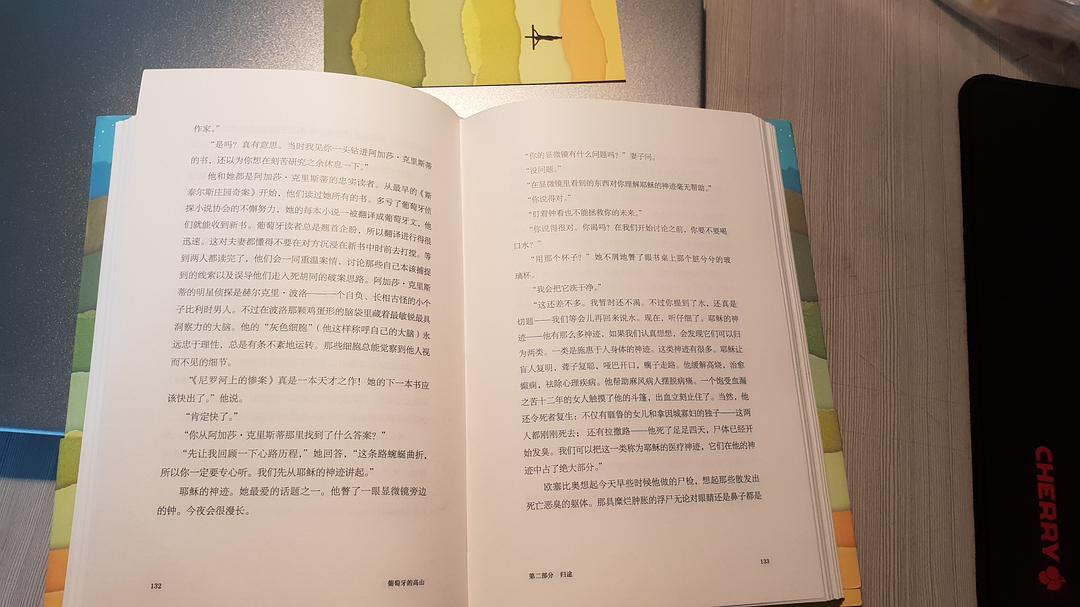 作家。”
“是吗？真有意思。当时我见你一头钻进阿加莎·克里斯蒂
的书，还以为你想在刻苦研究之余休息一下。”
他和她都是阿加莎·克里斯蒂的忠实读者。从最早的《斯
泰尔斯庄园奇案》开始，他们读过她所有的书。多亏了葡萄牙侦
探小说协会的不懈努力，她的每本小说一被翻译成葡萄牙文，他
们就能收到新书。葡萄牙读者总是翘首企盼，所以翻译进行得很
迅速。这对夫妻都懂得不要在对方沉浸在新书中时前去打搅。等
到两人都读完了，他们会一同重温案情，讨论那些自己本该捕捉
到的线索以及误导他们走入死胡同的破案思路。阿加莎·克里斯
蒂的明星侦探是赫尔克里·波洛——一个自负、长相古怪的小个
子比利时男人。不过在波洛那颗鸡蛋形的脑袋里藏着最敏锐最具
洞察力的大脑。他的“灰色细胞”（他这样称呼自己的大脑）永
远忠于理性，总是有条不紊地运转。那些细胞总能觉察到他人视
而不见的细节。
“《尼罗河上的惨案》真是一本天才之作！她的下一本书应
该快出了。”他说。
“肯定快了。”
“你从阿加莎·克里斯蒂那里找到了什么答案？”
“先让我回顾一下心路历程，”她回答，“这条路蜿蜒曲折，
所以你一定要专心听。我们先从耶稣的神迹讲起。”
耶稣的神迹。她最爱的话题之一。他瞥了一眼显微镜旁边
的钟。今夜会很漫长。
132
葡萄牙的高山
“你的显微镜有什么问题吗？”妻子问。
“没问题。”
“在显微镜里看到的东西对你理解耶稣的神迹毫无帮助。”
“你说得对。”
“盯着钟看也不能拯救你的未来。”
“你说得很对。你渴吗？在我们开始讨论之前，你要不要喝
口水？”
“用那个杯子？”她不屑地瞥了眼书桌上那个脏兮兮的玻
璃杯。
“我会把它洗干净。”
“这还差不多。我暂时还不渴。不过你提到了水，还真是
切题——我们等会儿再回来说水。现在，听仔细了。耶稣的神
迹——他有那么多神迹，如果我们认真想想，会发现它们可以归
为两类。一类是施惠于人身体的神迹。这类神迹有很多。耶稣让
盲人复明，聋子复聪，哑巴开口，瘸子走路。他缓解高烧，治愈
癫痫，祛除心理疾病。他帮助麻风病人摆脱病痛。一个饱受血漏
之苦十二年的女人触摸了他的斗篷，出血立刻止住了。当然，他
还令死者复生：不仅有睚鲁的女儿和拿因城寡妇的独子——这两
人都刚刚死去；还有拉撒路——他死了足足四天，尸体已经开
始发臭。我们可以把这一类称为耶稣的医疗神迹，它们在他的神
迹中占了绝大部分。”
欧塞比奥想起今天早些时候他做的尸检，想起那些散发出
死亡恶臭的躯体。那具糜烂肿胀的浮尸无论对眼睛还是鼻子都是
第二部分 归途
133
CHERRY